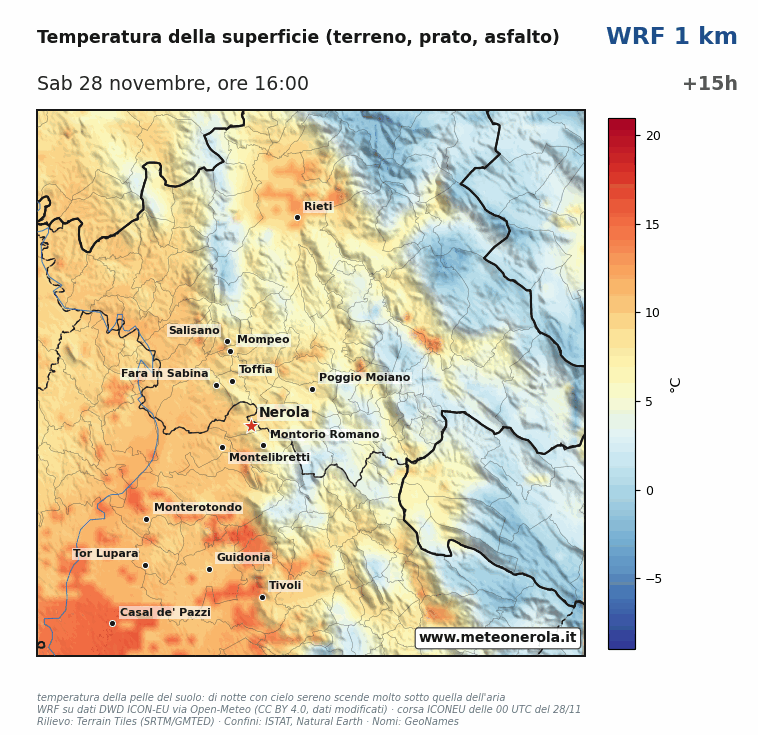 Temperatura della superficie (terreno, prato, asfalto)
WRF 1 km
Sab 28 novembre, ore 16:00
+15h
Rieti
Salisano
Mompeo
Fara in Sabina
Toffia
Poggio Moiano
Nerola
Montorio Romano
Montelibretti
Monterotondo
Tor Lupara
Guidonia
Tivoli
Casal de' Pazzi
www.meteonerola.it
20
15
10
5
0
−5
°C
temperatura della pelle del suolo: di notte con cielo sereno scende molto sotto quella dell'aria
WRF su dati DWD ICON-EU via Open-Meteo (CC BY 4.0, dati modificati) · corsa ICONEU delle 00 UTC del 28/11
Rilievo: Terrain Tiles (SRTM/GMTED) · Confini: ISTAT, Natural Earth · Nomi: GeoNames